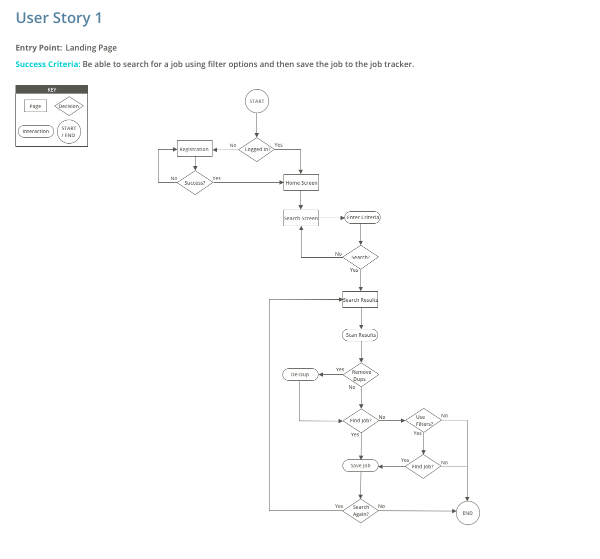 User Story 1
Entry Point: Landing Page
Success Criteria: Be able to search for a job using filter options and then save the job to the job tracker.
KEY
Page
Decision
Interaction
START
/ END
START
Registration
No
Logged in?
Yes
No
Success?
Yes
Home Screen
Search Screen
Enter Criteria
No
Search?
Yes
Search Results
Scan Results
De-Dup
Yes
Remove
Dups
No
Find Job?
No
Use
Filters?
No
Yes
Yes
Save Job
Yes
Find Job?
No
Yes
Search
Again?
No
END